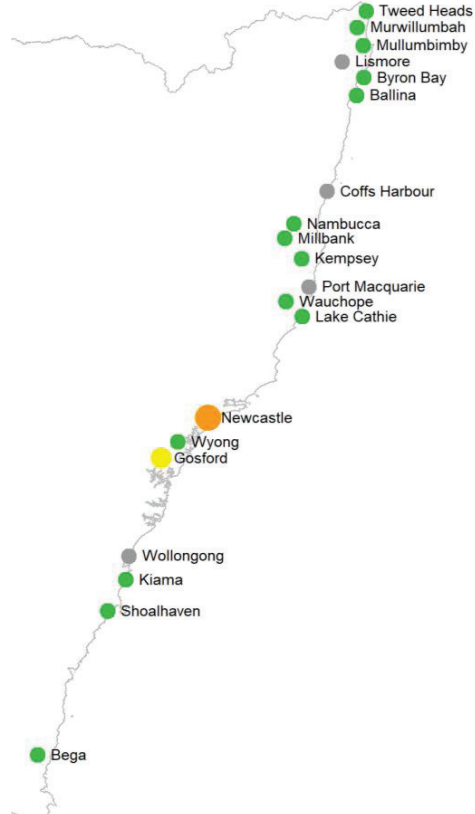 Tweed Heads
Murwillumbah
Mullumbimby
Lismore
Byron Bay
Ballina
Coffs Harbour
Nambucca
Millbank
Kempsey
Port Macquarie
Wauchope
Lake Cathie
Newcastle
Wyong
Gosford
Wollongong
Kiama
Shoalhaven
Bega